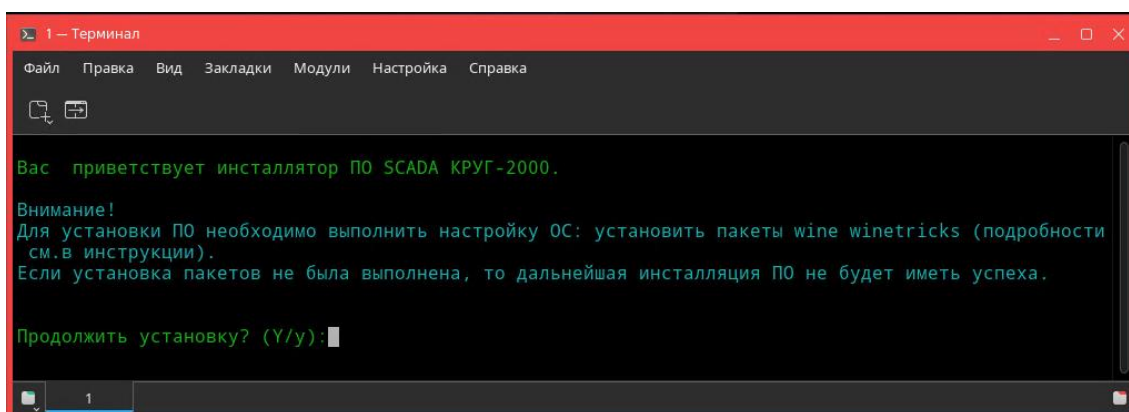 1 — Терминал
Файл Правка Вид Закладки Модули Настройка Справка
Вас  приветствует инсталлятор ПО SCADA КРУГ-2000.
Внимание!
Для установки ПО необходимо выполнить настройку ОС: установить пакеты wine winetricks (подробности
см.в инструкции).
Если установка пакетов не была выполнена, то дальнейшая инсталляция ПО не будет иметь успеха.
Продолжить установку? (Y/y):
1